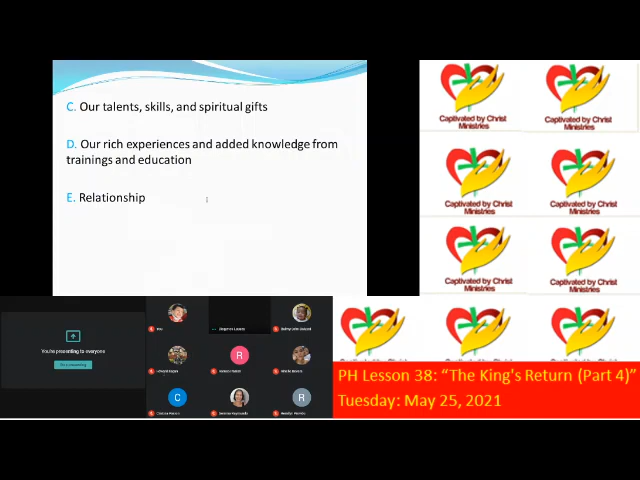 C. Our talents, skills, and spiritual gifts
D. Our rich experiences and added knowledge from
trainings and education
E. Relationship
Captivated by Christ
Ministries
Captivated by Christ
Ministries
Captivated by Christ
Ministries
Captivated by Christ
Ministries
Captivated by Christ
Ministries
Captivated by Christ
Ministries
You're presenting to everyone
R
C
R
PH Lesson 38: "The King's Return (Part 4)"
Tuesday: May 25, 2021